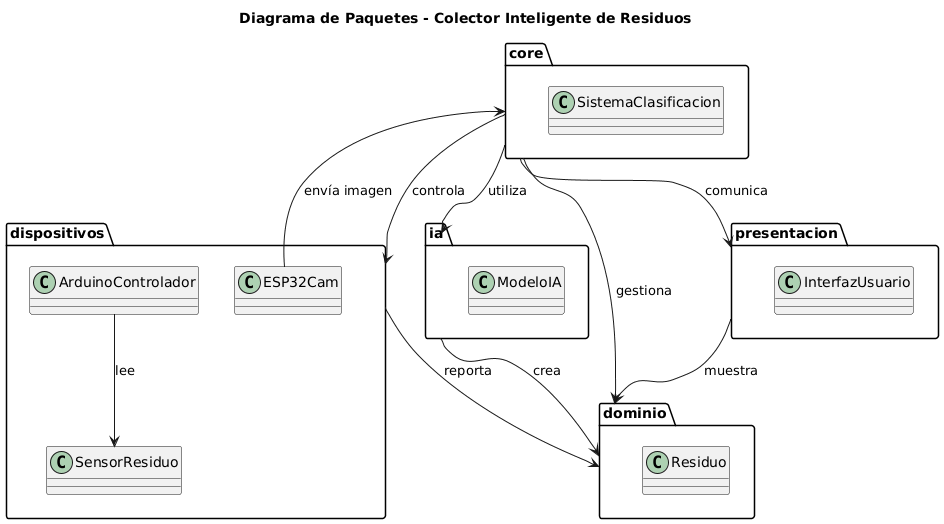 Diagrama de Paquetes - Colector Inteligente de Residuos
core
C SistemaClasificacion
envía imagen
controla
utiliza
comunica
dispositivos
ia
presentacion
C ArduinoControlador
C ESP32Cam
C ModeloIA
C InterfazUsuario
gestiona
lee
reporta
crea
muestra
dominio
C SensorResiduo
C Residuo